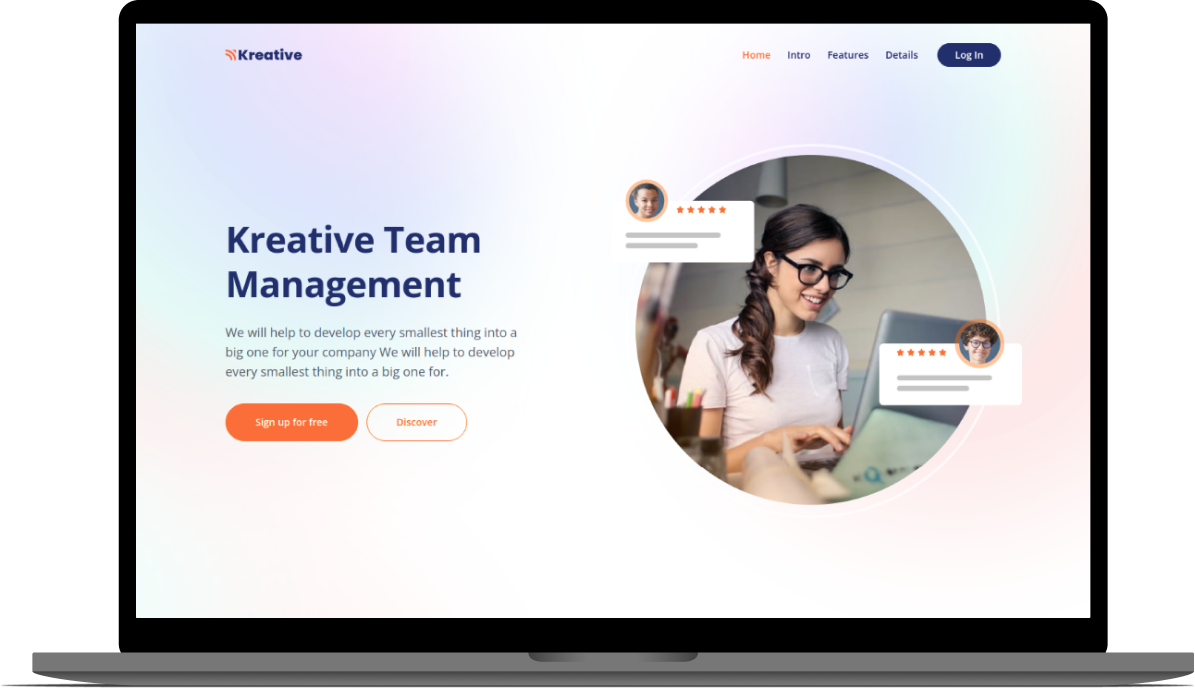 Kreative
Home Intro Features Details Log In
Kreative Team
Management
We will help to develop every smallest thing into a
big one for your company We will help to develop
every smallest thing into a big one for.
Sign up for free Discover